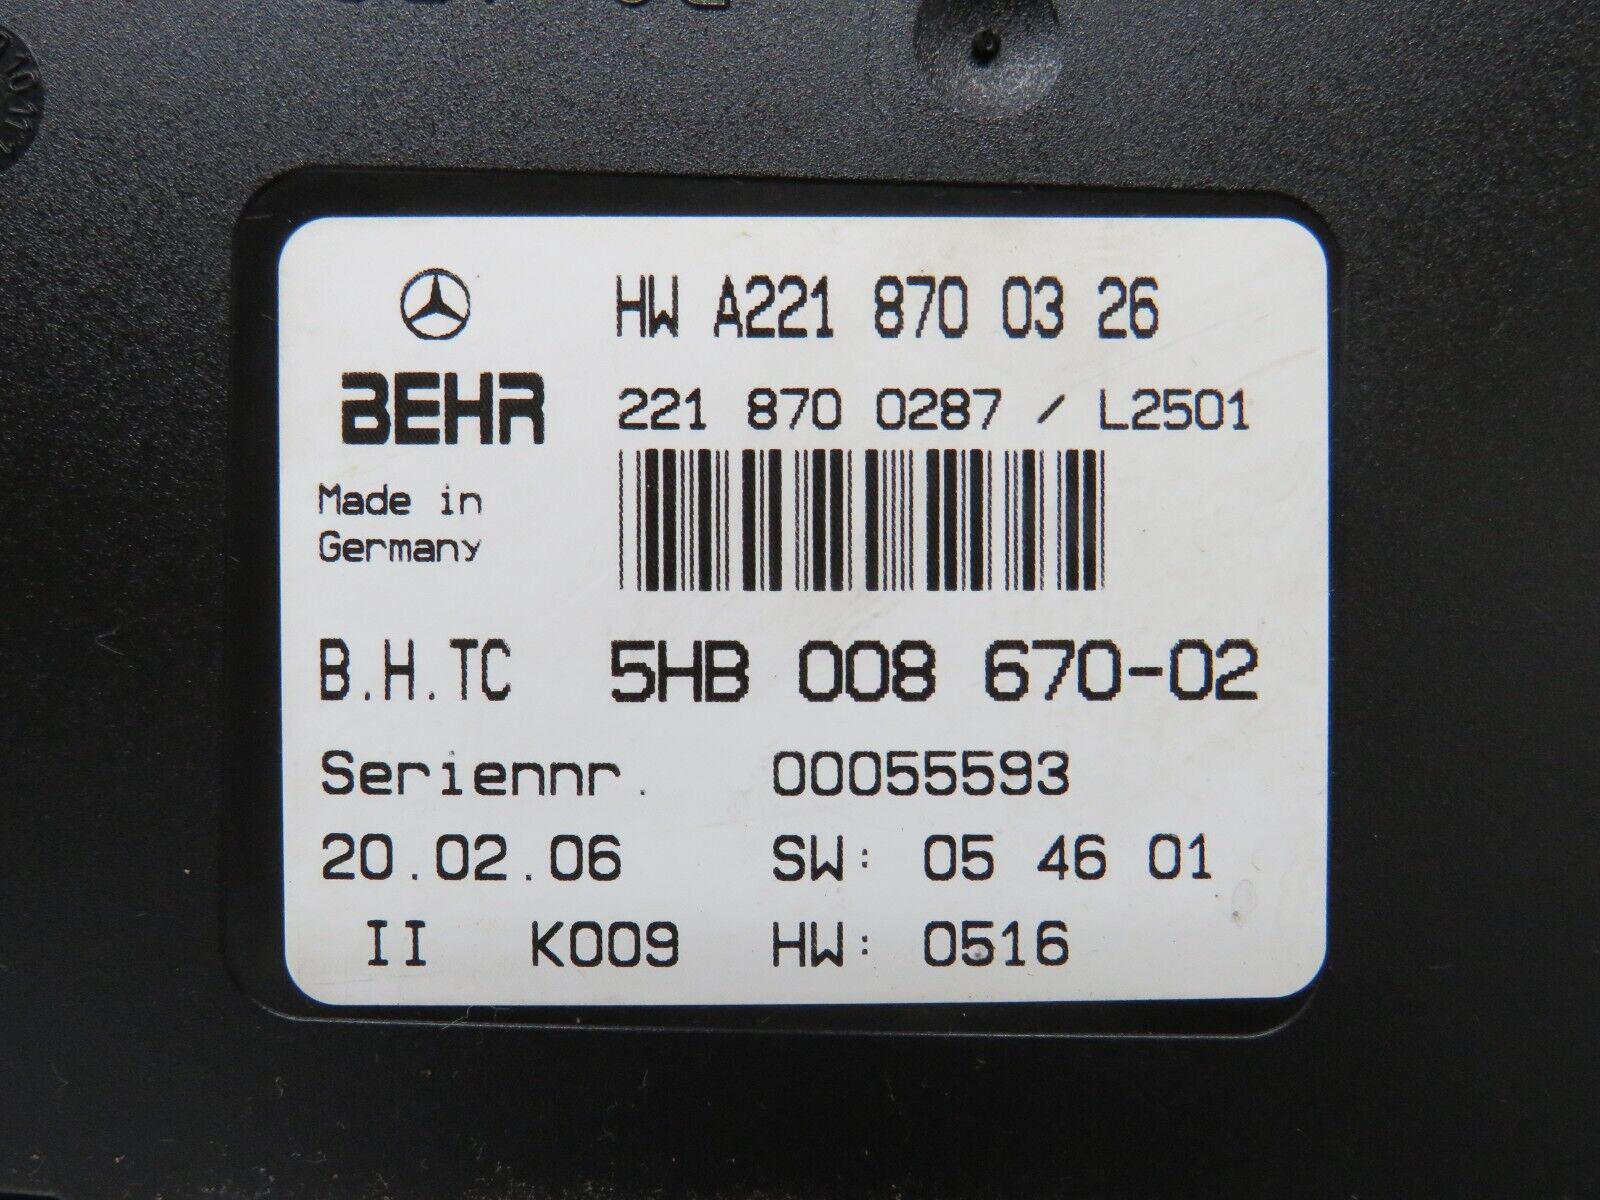 HW A221 870 03 26
BEHR
221 870 0287 / L2501
Made in
Germany
B.H.TC 5HB 008 670-02
Seriennr. 00055593
20.02.06 SW: 05 46 01
II K009 HW: 0516